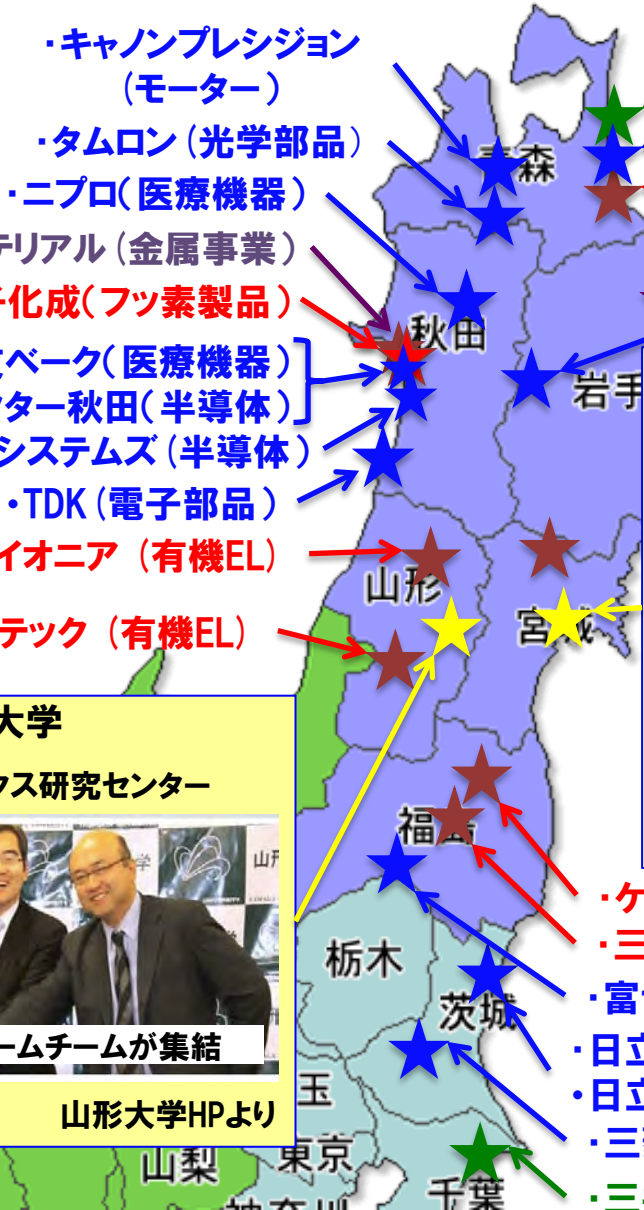 ・キャノンプレシジョン
(モーター)
・タムロン(光学部品)
・ニプロ(医療機器)
テリアル(金属事業)
化成(フッ素製品)
ベーク(医療機器)
ター秋田(半導体)
システムズ(半導体)
・TDK(電子部品)
イオニア (有機EL)
テック (有機EL)
青森
秋田
岩手
山形
宮城
福島
大学
クス研究センター
山形
ームチームが集結
山形大学HPより
栃木
茨城
玉
東京
山梨
神奈川
千葉
・ケ
・三
・富
・日立
・日立
・三
・三